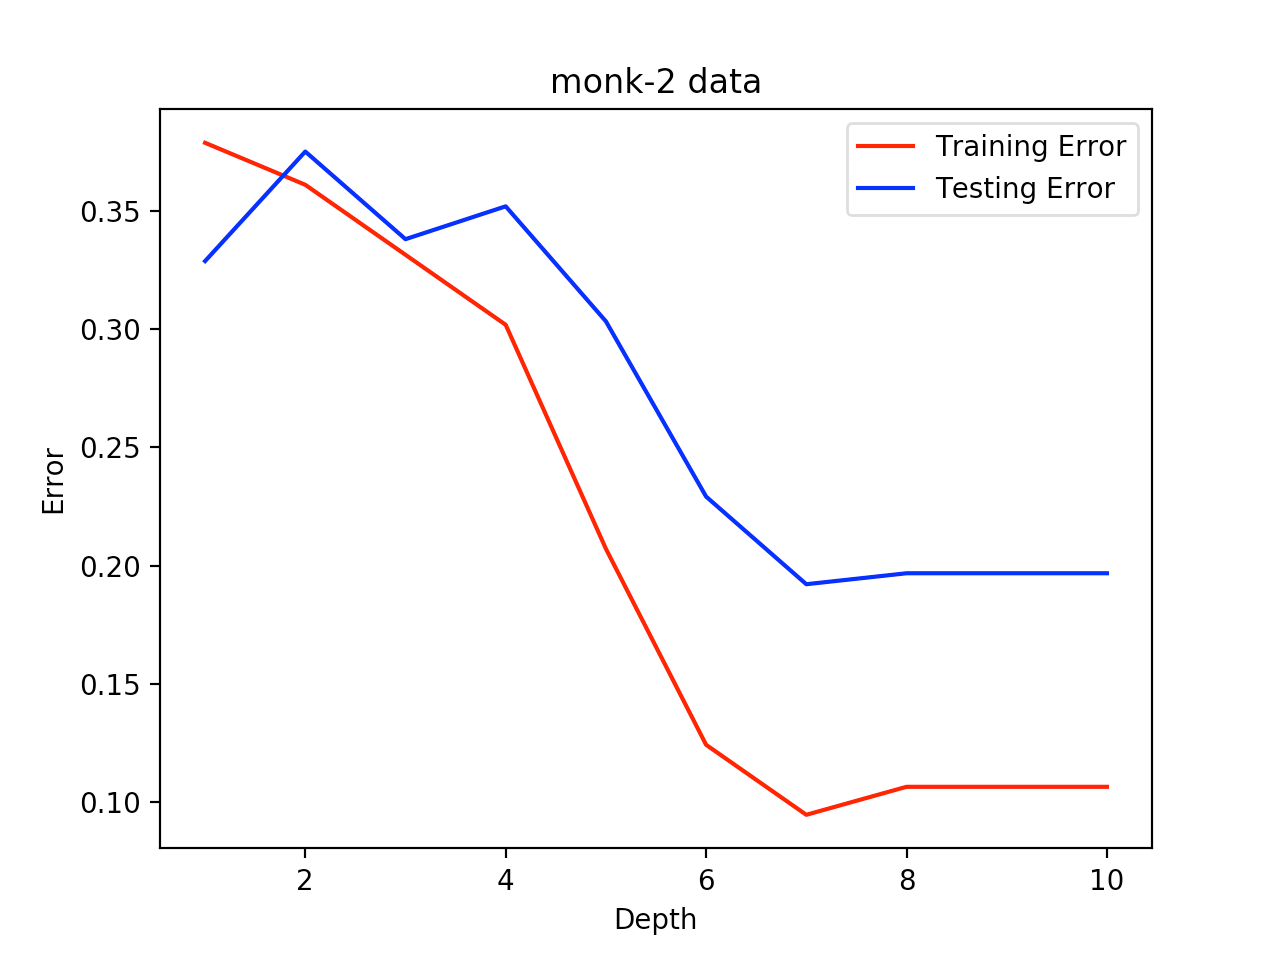 monk-2 data
Training Error
Testing Error
0.35
0.30
0.25
0.20
0.15
0.10
Error
2 4 6 8 10
Depth